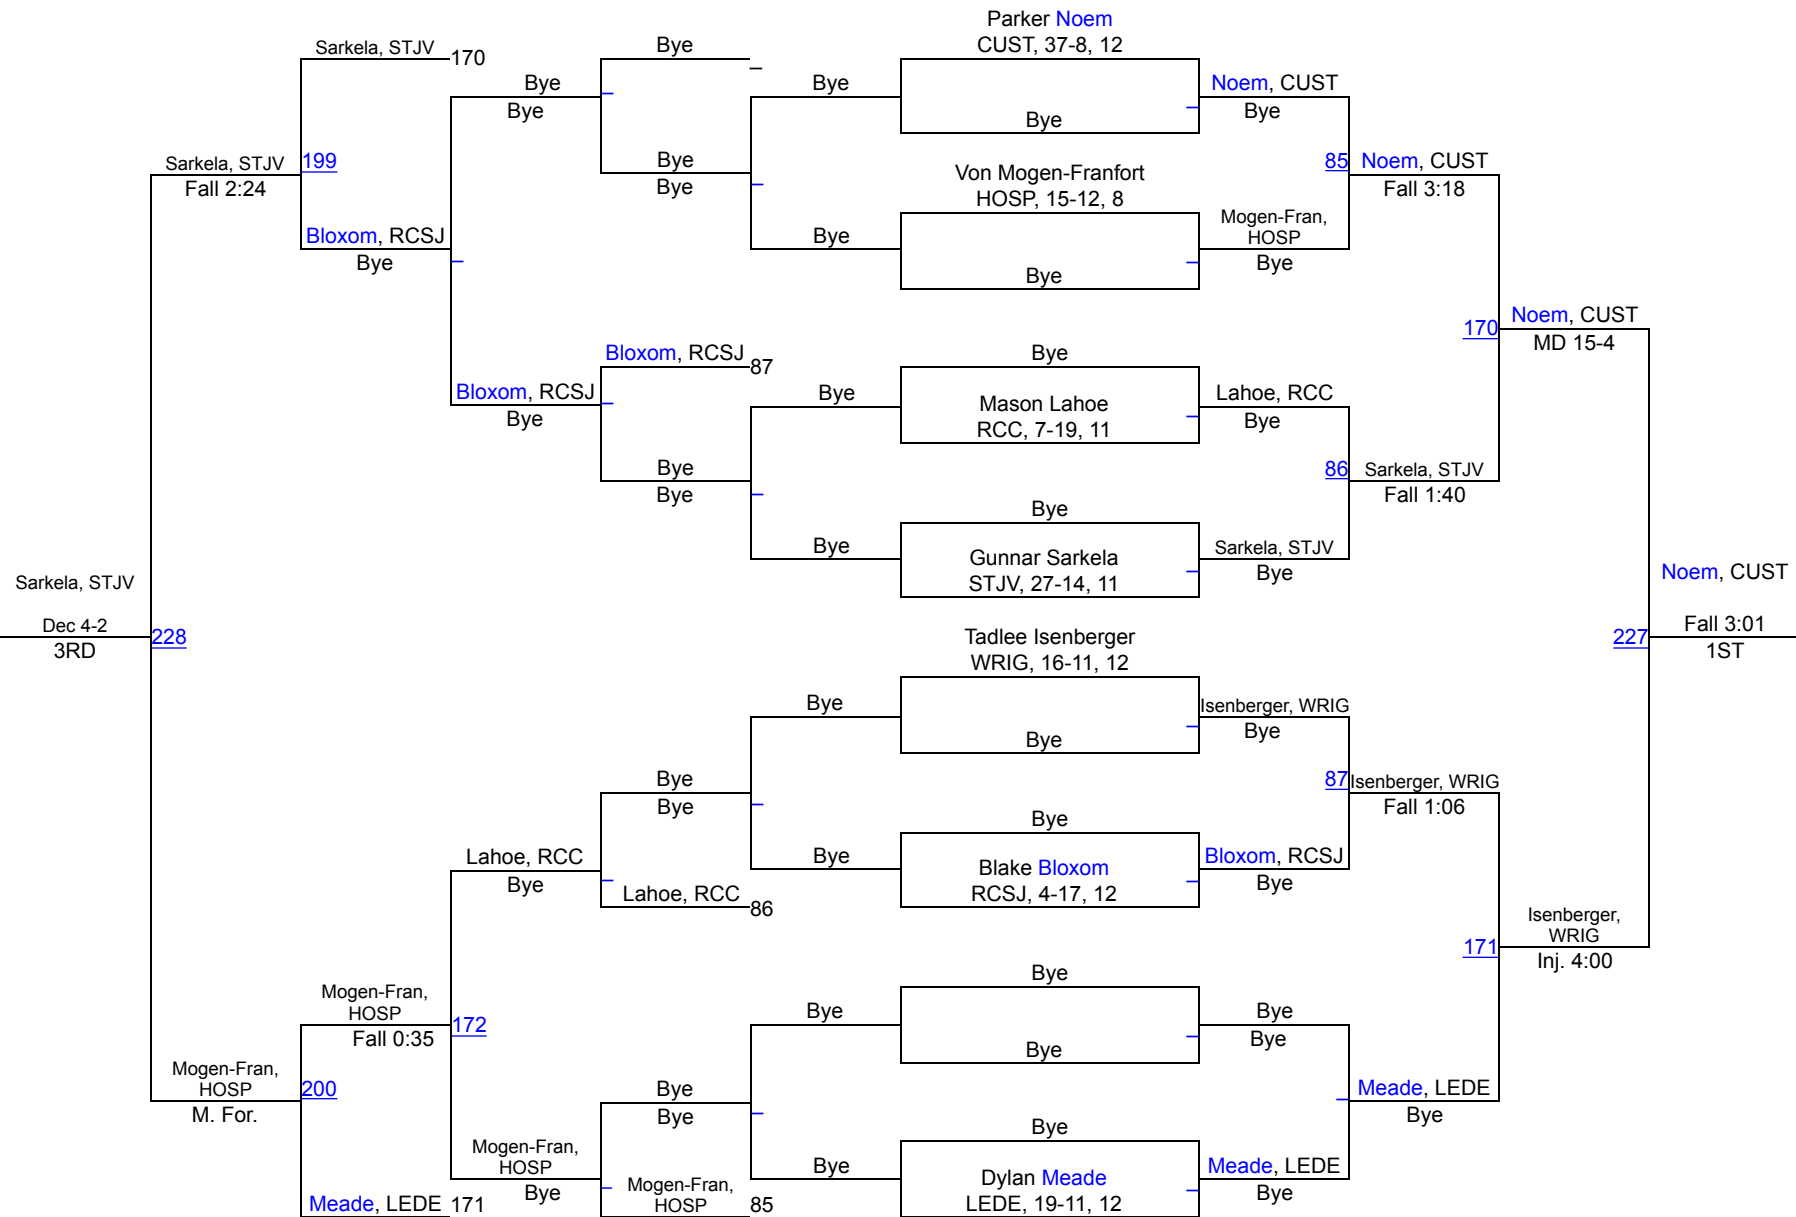 Parker Noem
CUST, 37-8, 12
Bye
Sarkela, STJV
170
Bye
Bye
Bye
Noem, CUST
Bye
Bye
Bye
Sarkela, STJV
199
Fall 2:24
Bye
Bye
Von Mogen-Franfort
HOSP, 15-12, 8
85
Noem, CUST
Fall 3:18
Bloxom, RCSJ
Bye
Bye
Bye
Mogen-Fran,
HOSP
Bye
Bloxom, RCSJ
87
Bye
170
Noem, CUST
MD 15-4
Bloxom, RCSJ
Bye
Bye
Mason Lahoe
RCC, 7-19, 11
Lahoe, RCC
Bye
Bye
Bye
86
Sarkela, STJV
Fall 1:40
Bye
Bye
Gunnar Sarkela
STJV, 27-14, 11
Sarkela, STJV
Bye
Sarkela, STJV
Dec 4-2
3RD
228
Noem, CUST
227
Fall 3:01
1ST
Tadlee Isenberger
WRIG, 16-11, 12
Bye
Bye
Isenberger, WRIG
Bye
Bye
Bye
87
Isenberger, WRIG
Fall 1:06
Lahoe, RCC
Bye
Bye
Bye
Blake Bloxom
RCSJ, 4-17, 12
Bloxom, RCSJ
Bye
Lahoe, RCC
86
171
Isenberger,
WRIG
Inj. 4:00
Mogen-Fran,
HOSP
Fall 0:35
172
Bye
Bye
Bye
Bye
Bye
Mogen-Fran,
HOSP
M. For.
200
Bye
Bye
Meade, LEDE
Bye
Mogen-Fran,
HOSP
Bye
Bye
Bye
Dylan Meade
LEDE, 19-11, 12
Meade, LEDE
Bye
Meade, LEDE
171
Mogen-Fran,
HOSP
85